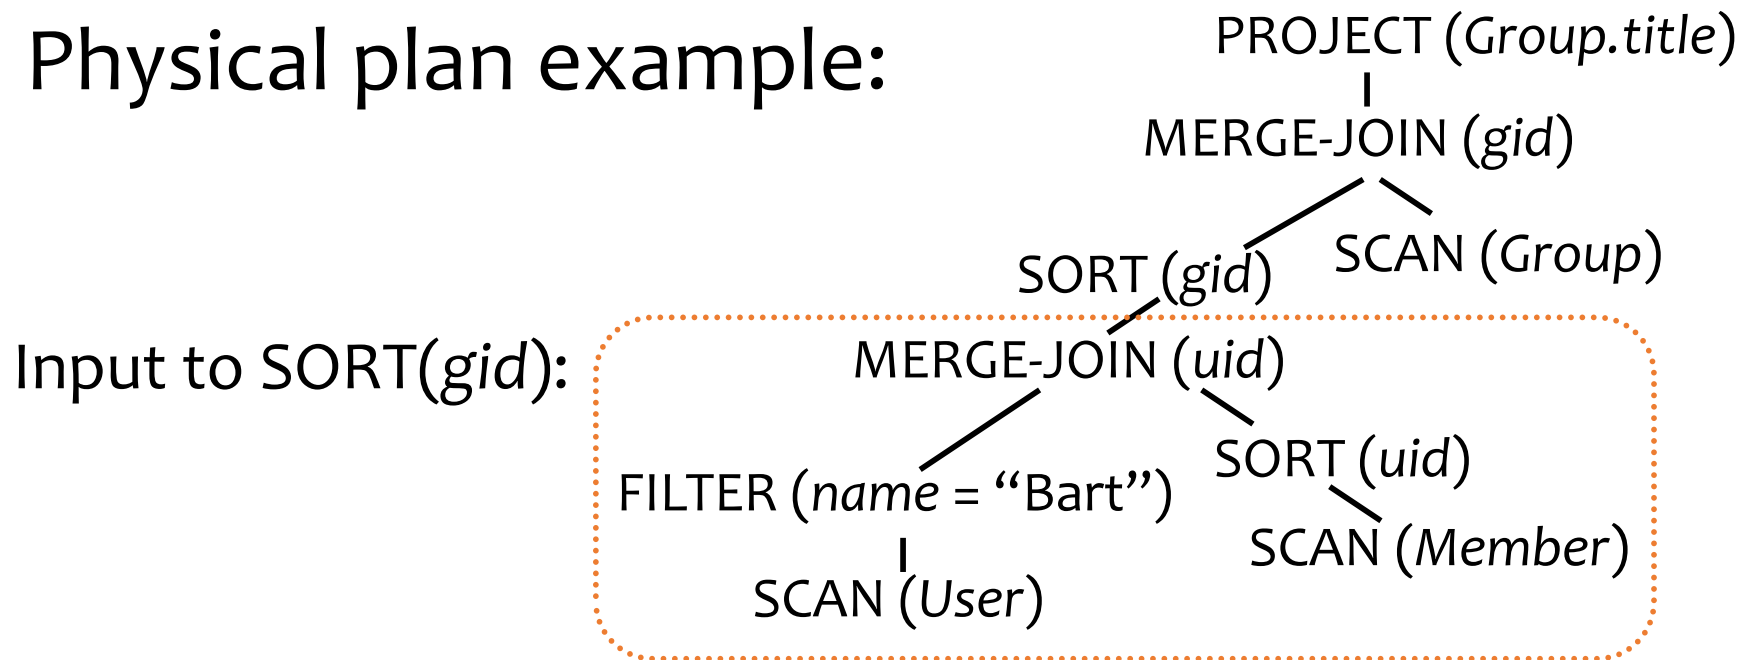 Physical plan example:
PROJECT (Group.title)
MERGE-JOIN (gid)
SCAN (Group)
SORT (gid)
Input to SORT(gid):
MERGE-JOIN (uid)
SORT (uid)
FILTER (name = “Bart”)
SCAN (Member)
SCAN (User)